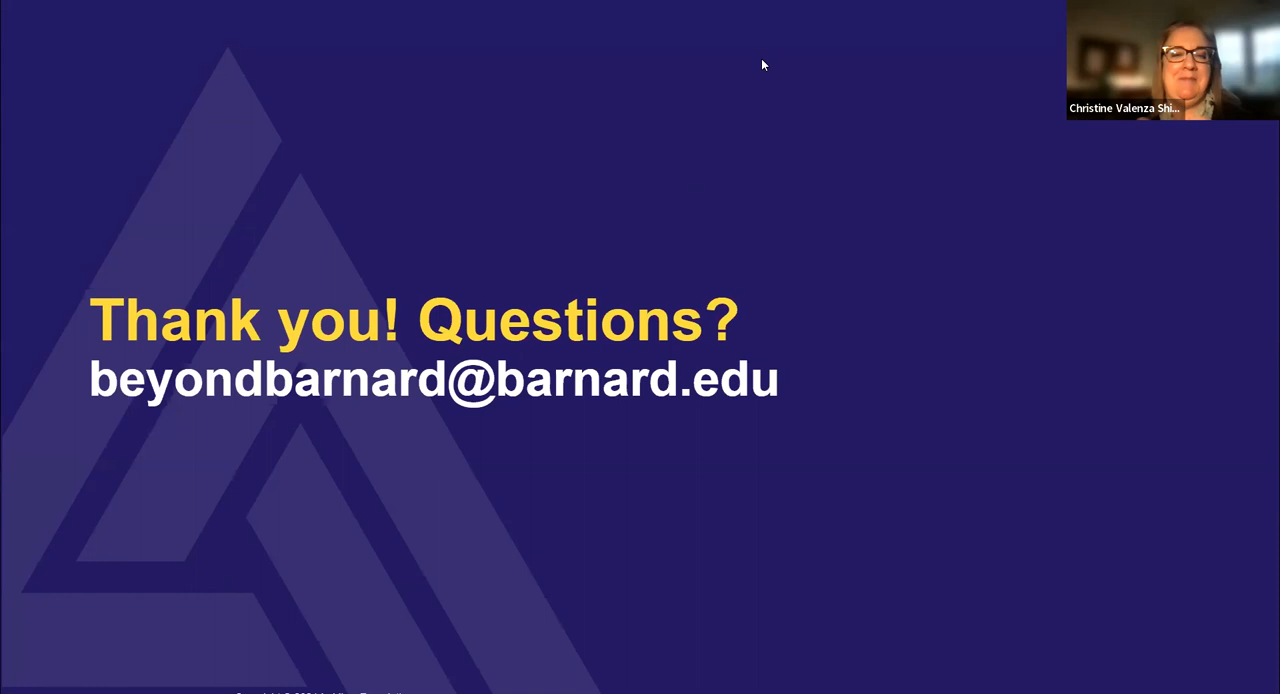 Christine Valenza Shi...
Thank you! Questions?
beyondbarnard@barnard.edu